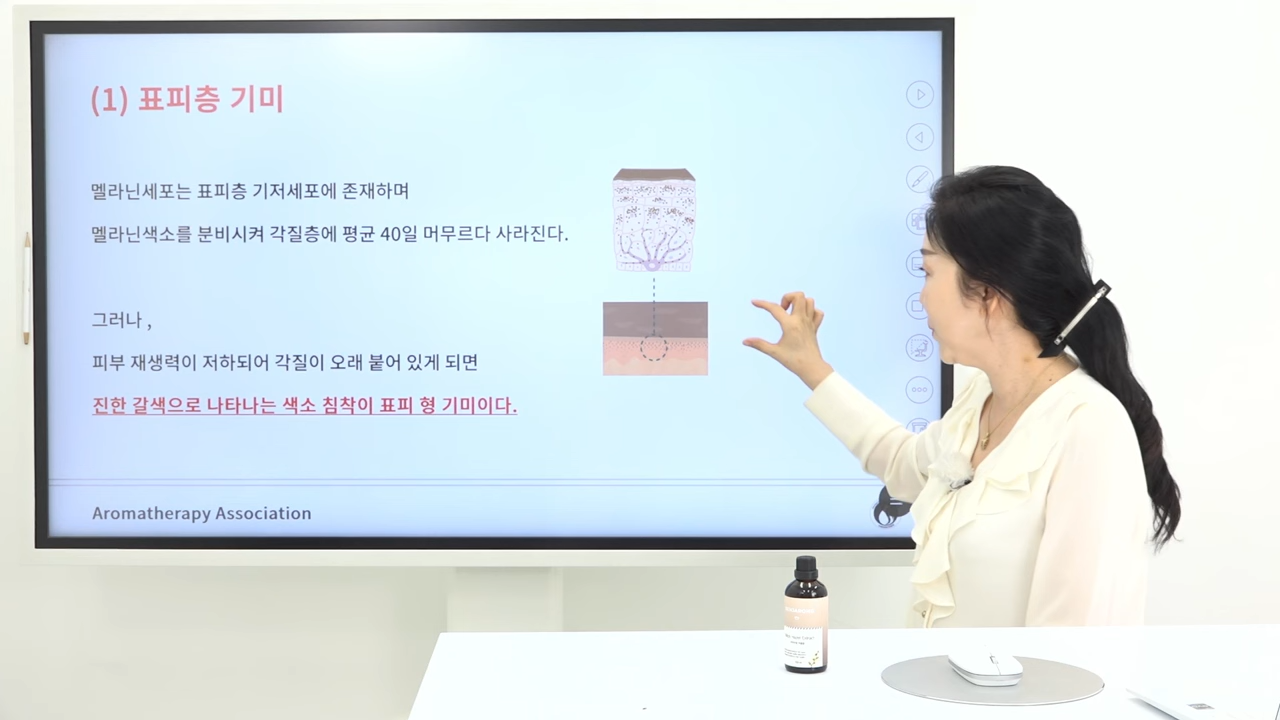 (1) 표피층 기미
멜라닌세포는 표피층 기저세포에 존재하며
멜라닌색소를 분비시켜 각질층에 평균 40일 머무르다 사라진다.
그러나 ,
피부 재생력이 저하되어 각질이 오래 붙어 있게 되면
진한 갈색으로 나타나는 색소 침착이 표피 형 기미이다.
Aromatherapy Association